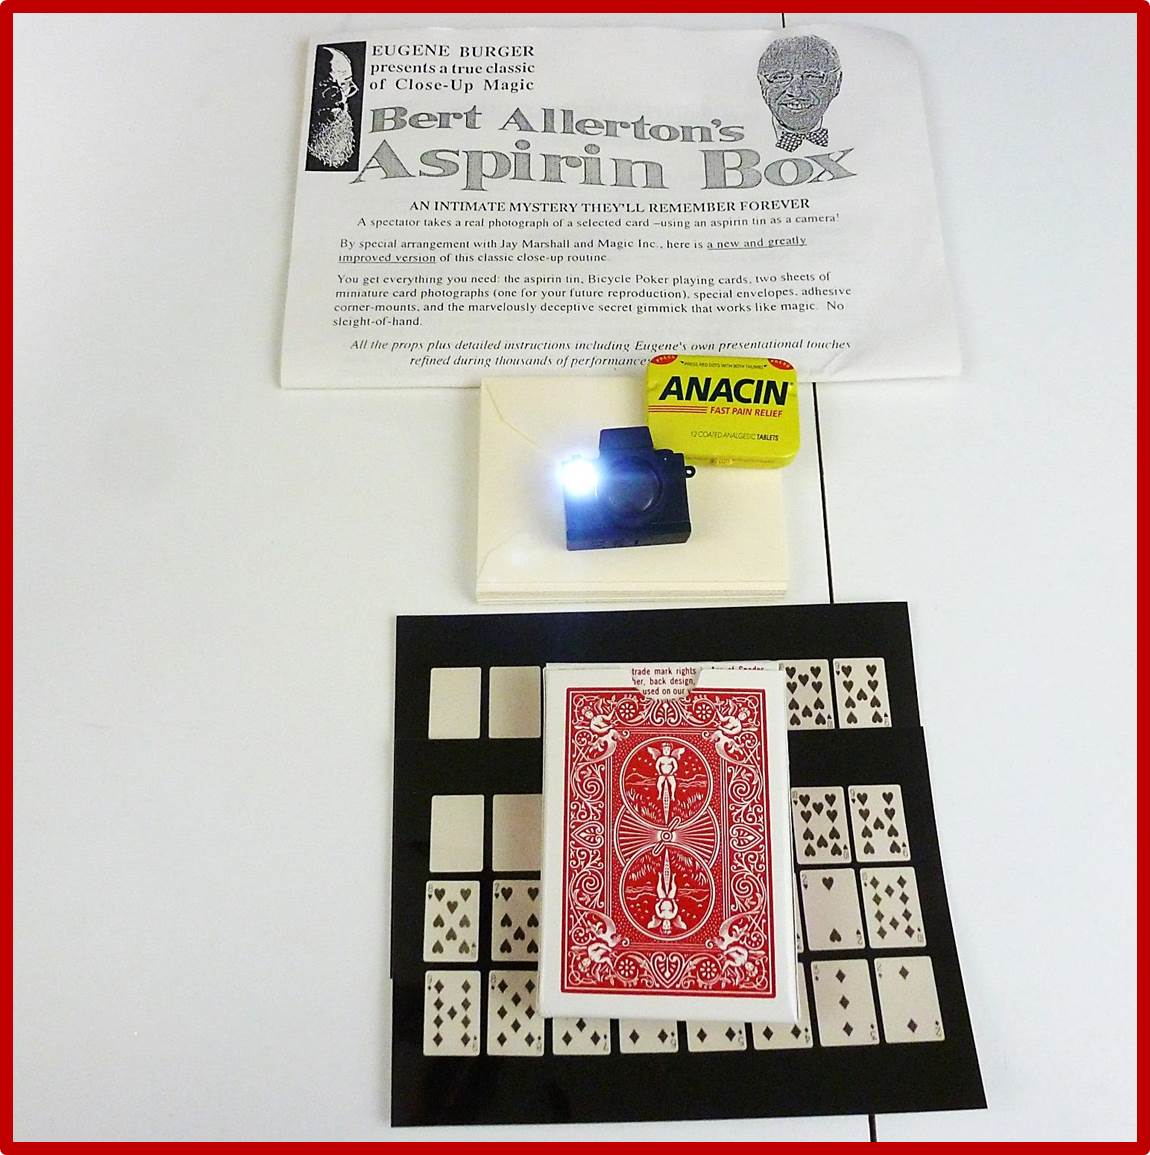 EUGENE BURGER
presents a true classic
of Close-Up Magic
Bert Allerton's
Aspirin Box
AN INTIMATE MYSTERY THEY'LL REMEMBER FOREVER
A spectator takes a real photograph of a selected card –using an aspirin tin as a camera!
By special arrangement with Jay Marshall and Magic Inc., here is a new and greatly
improved version of this classic close-up routine.
You get everything you need: the aspirin tin, Bicycle Poker playing cards, two sheets of
miniature card photographs (one for your future reproduction), special envelopes, adhesive
corner-mounts, and the marvelously deceptive secret gimmick that works like magic. No
sleight-of-hand.
All the props plus detailed instructions including Eugene's own presentational touches
refined during thousands of performances
PRESS RED DOTS WITH BOTH THUMBS
ANACIN
FAST PAIN RELIEF
12 COATED ANALGESIC TABLETS
trade mark rights
back design,
used on our